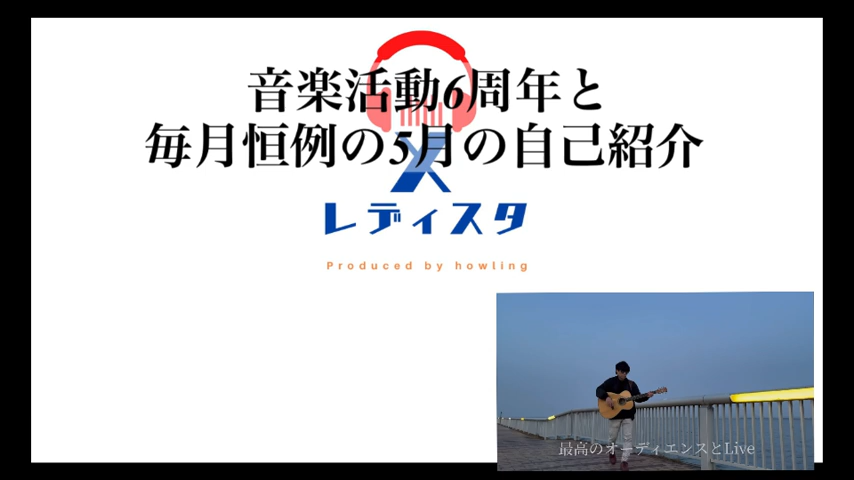 音楽活動6周年と
毎月恒例の5月の自己紹介
レディスタ
Produced by howling
最高のオーディエンスとLive